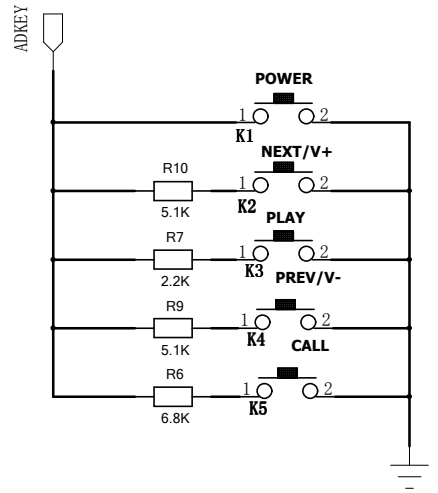 ADKEY
POWER
1 2
K1
NEXT/V+
R10
1 2
5.1K
K2
PLAY
R7
1 2
2.2K
K3
PREV/V-
R9
1 2
5.1K
K4
CALL
R6
1 2
6.8K
K5